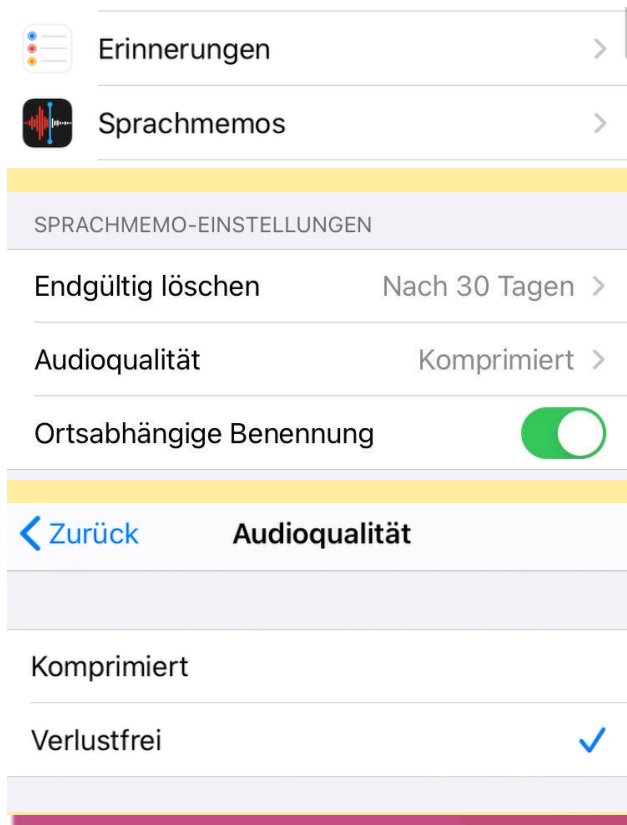 Erinnerungen
Sprachmemos
SPRACHMEMO-EINSTELLUNGEN
Endgültig löschen Nach 30 Tagen
Audioqualität Komprimiert
Ortsabhängige Benennung
Zurück Audioqualität
Komprimiert
Verlustfrei